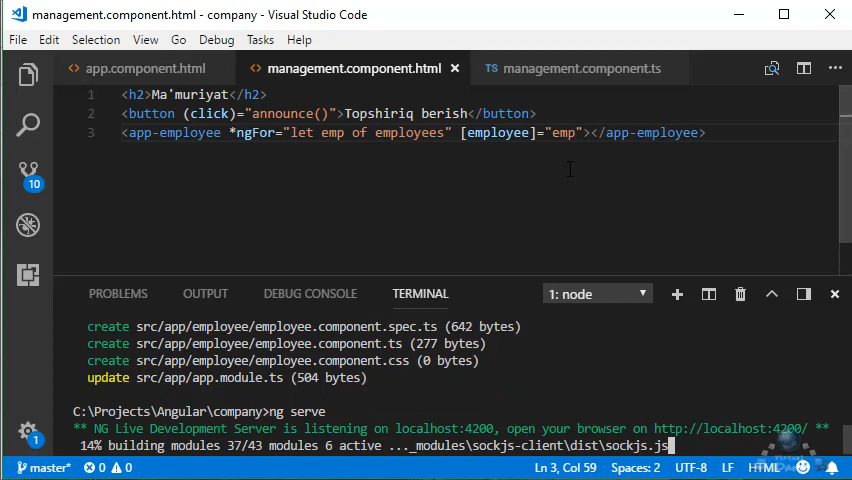 management.component.html - company - Visual Studio Code
File Edit Selection View Go Debug Tasks Help
<> app.component.html <> management.component.html TS management.component.ts
1 <h2>Ma'muriyat</h2>
2 <button (click)="announce()">Topshiriq berish</button>
3 <app-employee *ngFor="let emp of employees" [employee]="emp"></app-employee>
10
PROBLEMS OUTPUT DEBUG CONSOLE TERMINAL 1: node
create src/app/employee/employee.component.spec.ts (642 bytes)
create src/app/employee/employee.component.ts (277 bytes)
create src/app/employee/employee.component.css (0 bytes)
update src/app/app.module.ts (504 bytes)
C:\Projects\Angular\company>ng serve
** NG Live Development Server is listening on localhost:4200, open your browser on http://localhost:4200/ **
14% building modules 37/43 modules 6 active ..._modules\sockjs-client\dist\sockjs.js
1
master* 0 0 Ln 3, Col 59 Spaces: 2 UTF-8 LF HTML